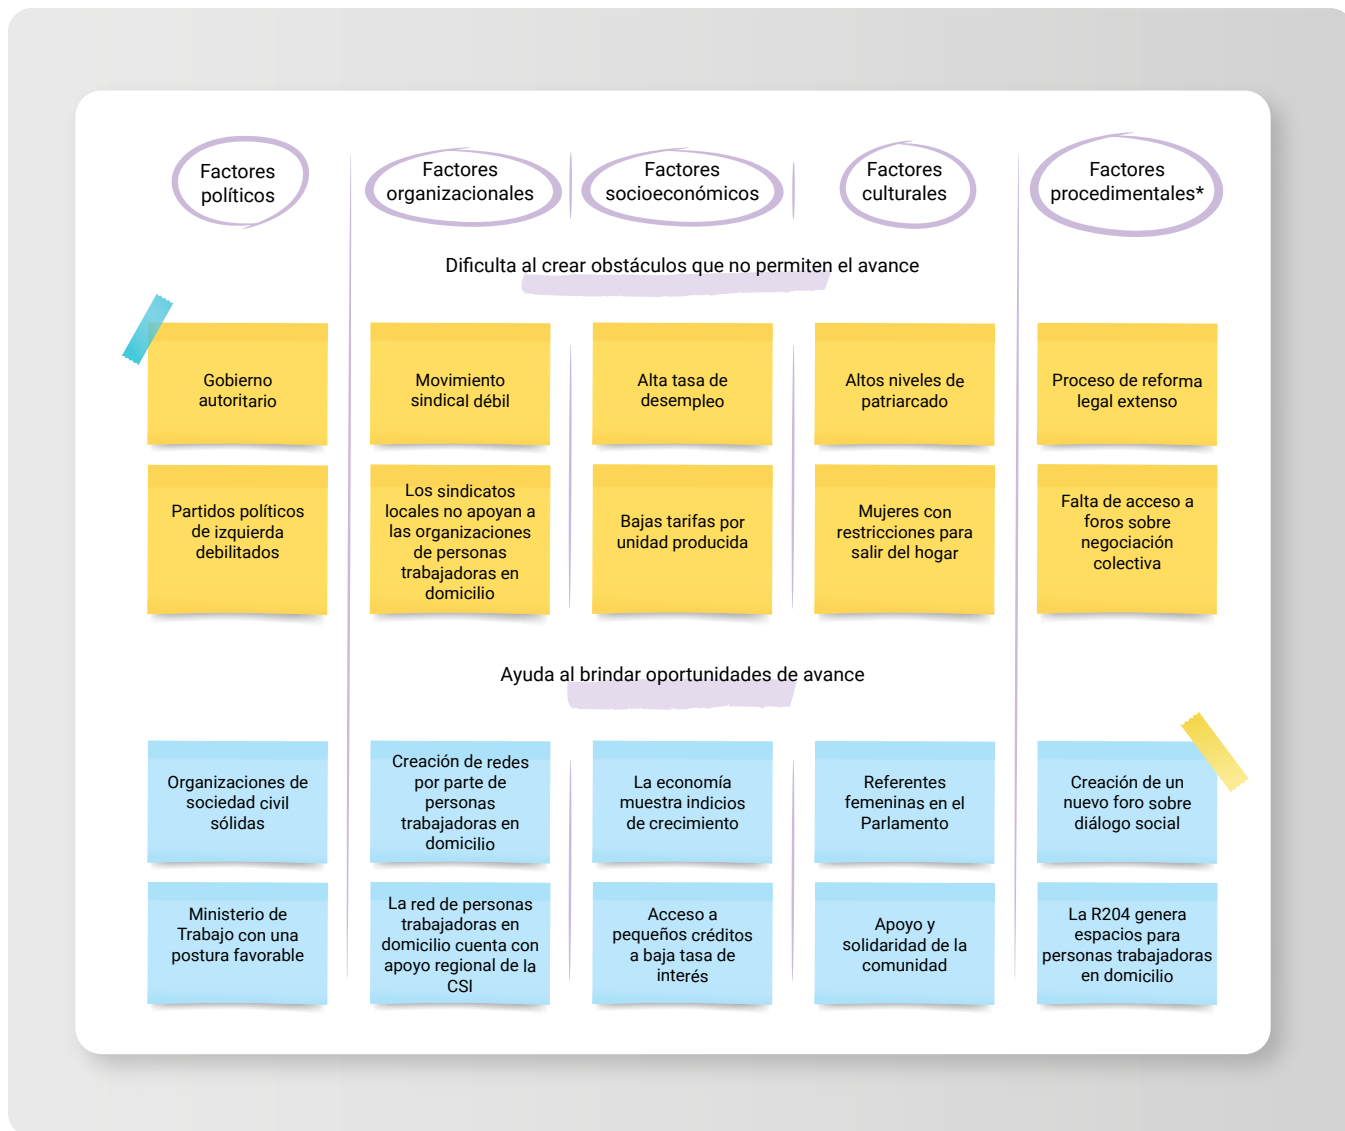 Factores
políticos
Factores
organizacionales
Factores
socioeconómicos
Factores
culturales
Factores
procedimentales*
Dificulta al crear obstáculos que no permiten el avance
Gobierno
autoritario
Movimiento
sindical débil
Alta tasa de
desempleo
Altos niveles de
patriarcado
Proceso de reforma
legal extenso
Partidos políticos
de izquierda
debilitados
Los sindicatos
locales no apoyan a
las organizaciones
de personas
trabajadoras en
domicilio
Bajas tarifas por
unidad producida
Mujeres con
restricciones para
salir del hogar
Falta de acceso a
foros sobre
negociación
colectiva
Ayuda al brindar oportunidades de avance
Organizaciones de
sociedad civil
sólidas
Creación de redes
por parte de
personas
trabajadoras en
domicilio
La economía
muestra indicios
de crecimiento
Referentes
femeninas en el
Parlamento
Creación de un
nuevo foro sobre
diálogo social
Ministerio de
Trabajo con una
postura favorable
La red de personas
trabajadoras en
domicilio cuenta con
apoyo regional de la
CSI
Acceso a
pequeños créditos
a baja tasa de
interés
Apoyo y
solidaridad de la
comunidad
La R204 genera
espacios para
personas trabajadoras
en domicilio